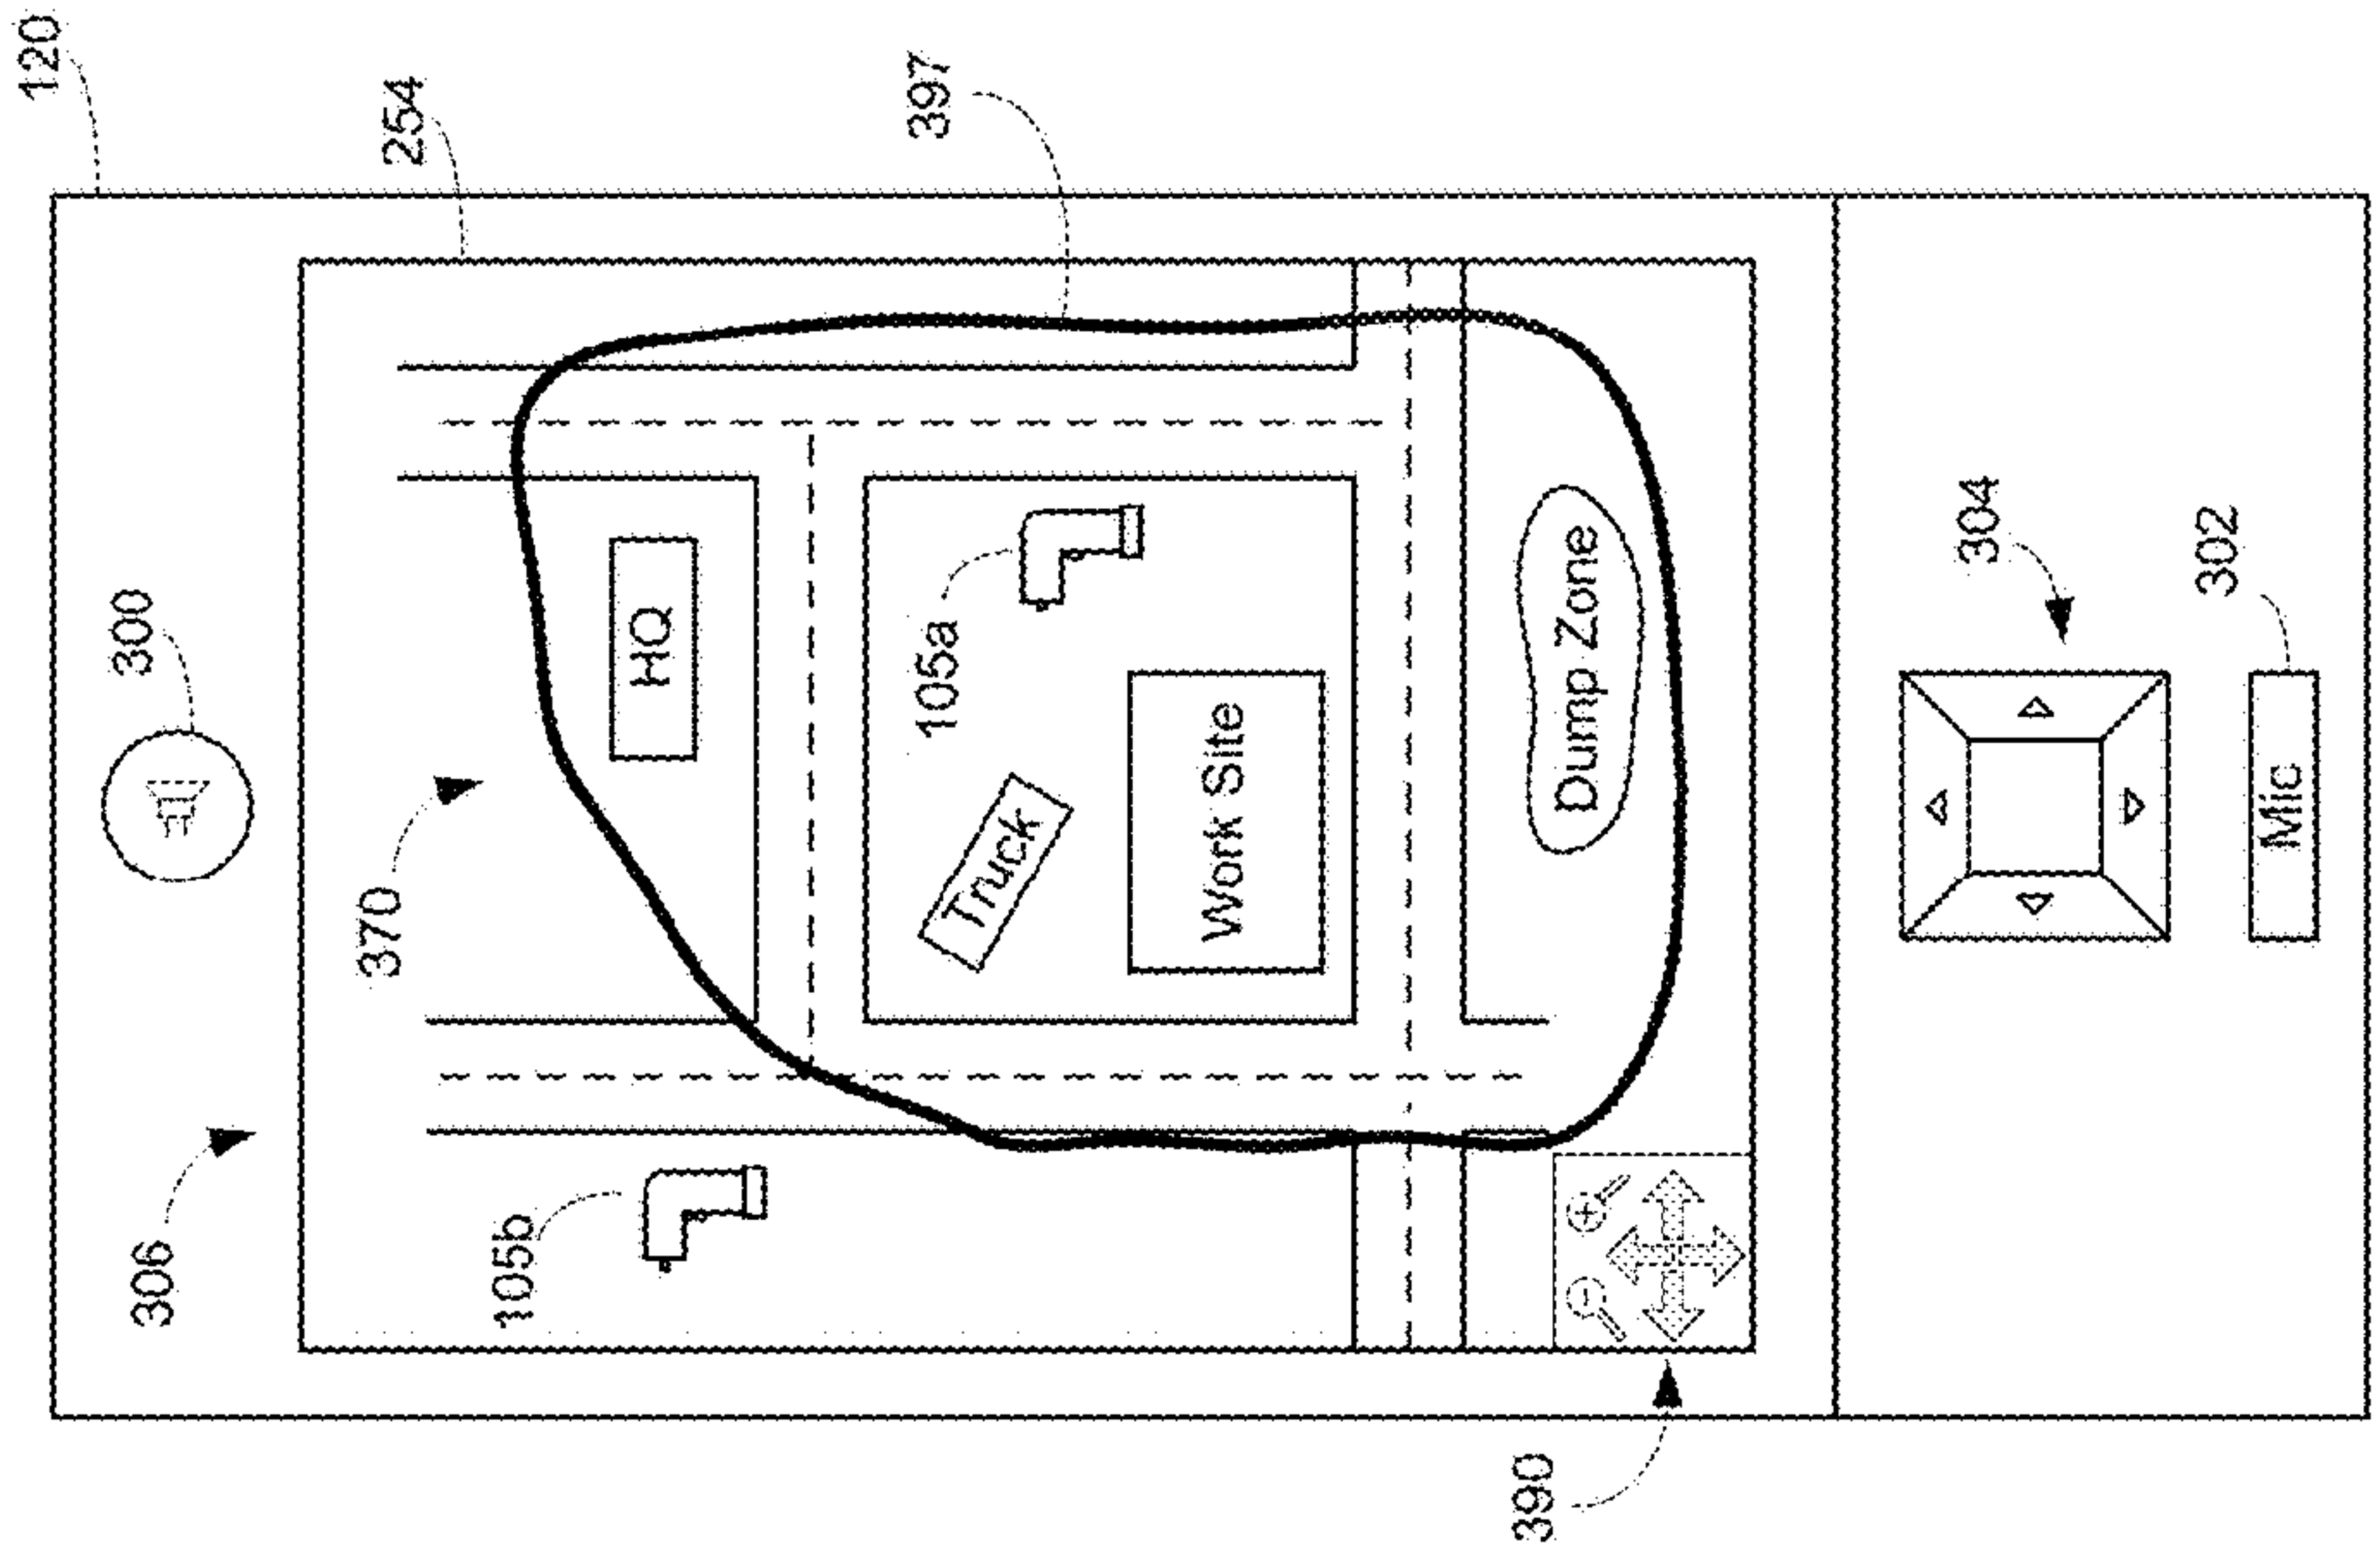 120
254
397
300
370
306
HQ
105a
105b
Truck
Work Site
Dump Zone
390
304
302
Mic